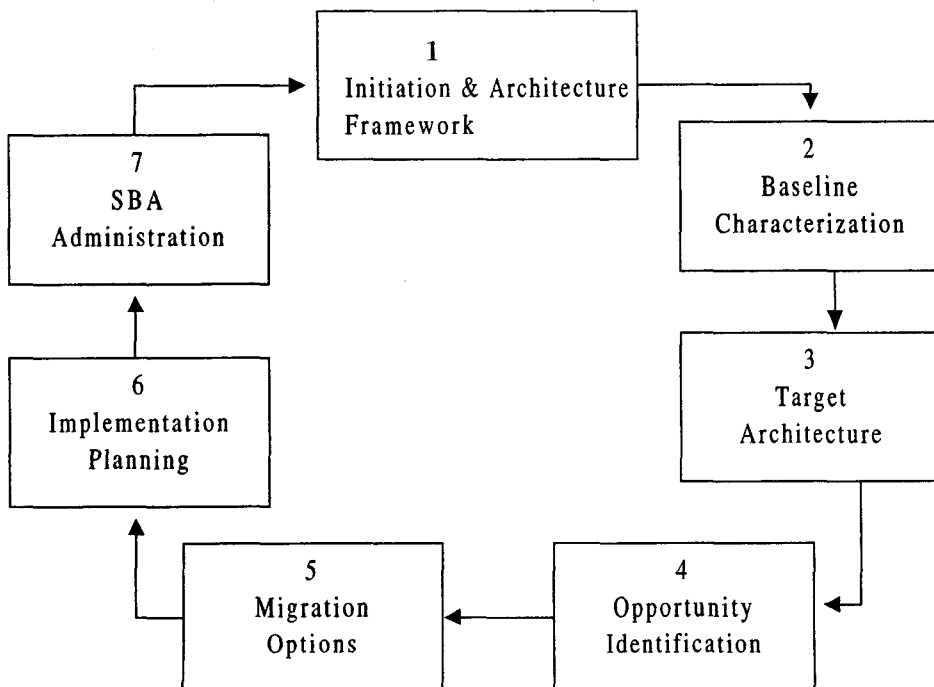 1
Initiation & Architecture
Framework
2
Baseline
Characterization
3
Target
Architecture
4
Opportunity
Identification
5
Migration
Options
6
Implementation
Planning
7
SBA
Administration